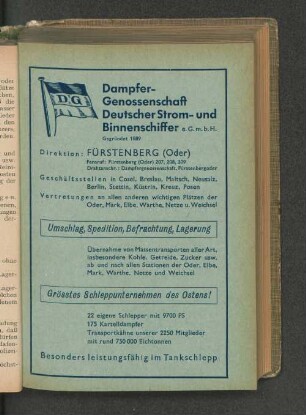 DG
Dampfer-
Genossenschaft
Deutscher Strom- und
Binnenschiffer e. G. m. b. H.
Gegründet 1889
Direktion: FÜRSTENBERG (Oder)
Fernruf: Fürstenberg (Oder) 207, 208, 209
Drahtanschr.: Dampfergenossenschaft, Fürstenbergoder
Geschäftsstellen in Cosel, Breslau, Maltsch, Neusalz,
Berlin, Stettin, Küstrin, Kreuz, Posen
Vertretungen an allen anderen wichtigen Plätzen der
Oder, Mark, Elbe, Warthe, Netze u. Weichsel
Umschlag, Spedition, Befrachtung, Lagerung
Übernahme von Massentransporten aller Art,
insbesondere Kohle, Getreide, Zucker usw.
ab und nach allen Stationen der Oder, Elbe,
Mark, Warthe, Netze und Weichsel
Grösstes Schleppunternehmen des Ostens!
22 eigene Schlepper mit 9700 PS
175 Kartelldampfer
Transportkähne unserer 2250 Mitglieder
mit rund 750 000 Eichtonnen
Besonders leistungsfähig im Tankschlepp